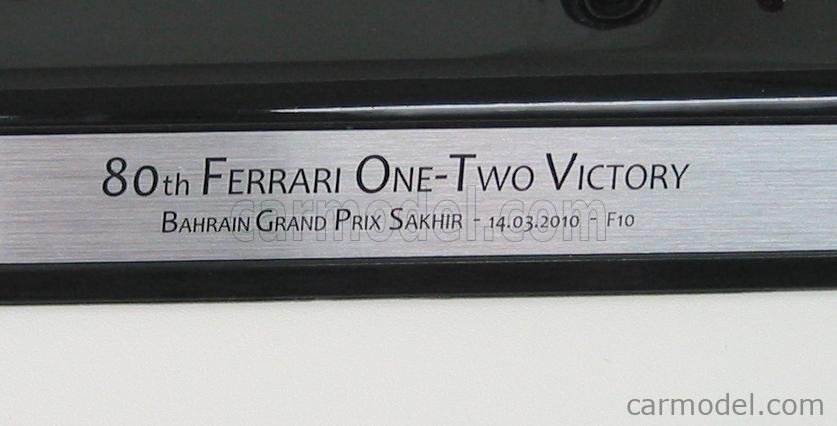 80th FERRARI ONE-TWO VICTORY
BAHRAIN GRAND PRIX SAKHIR - 14.03.2010 - F10
carmodel.com
carmodel.com